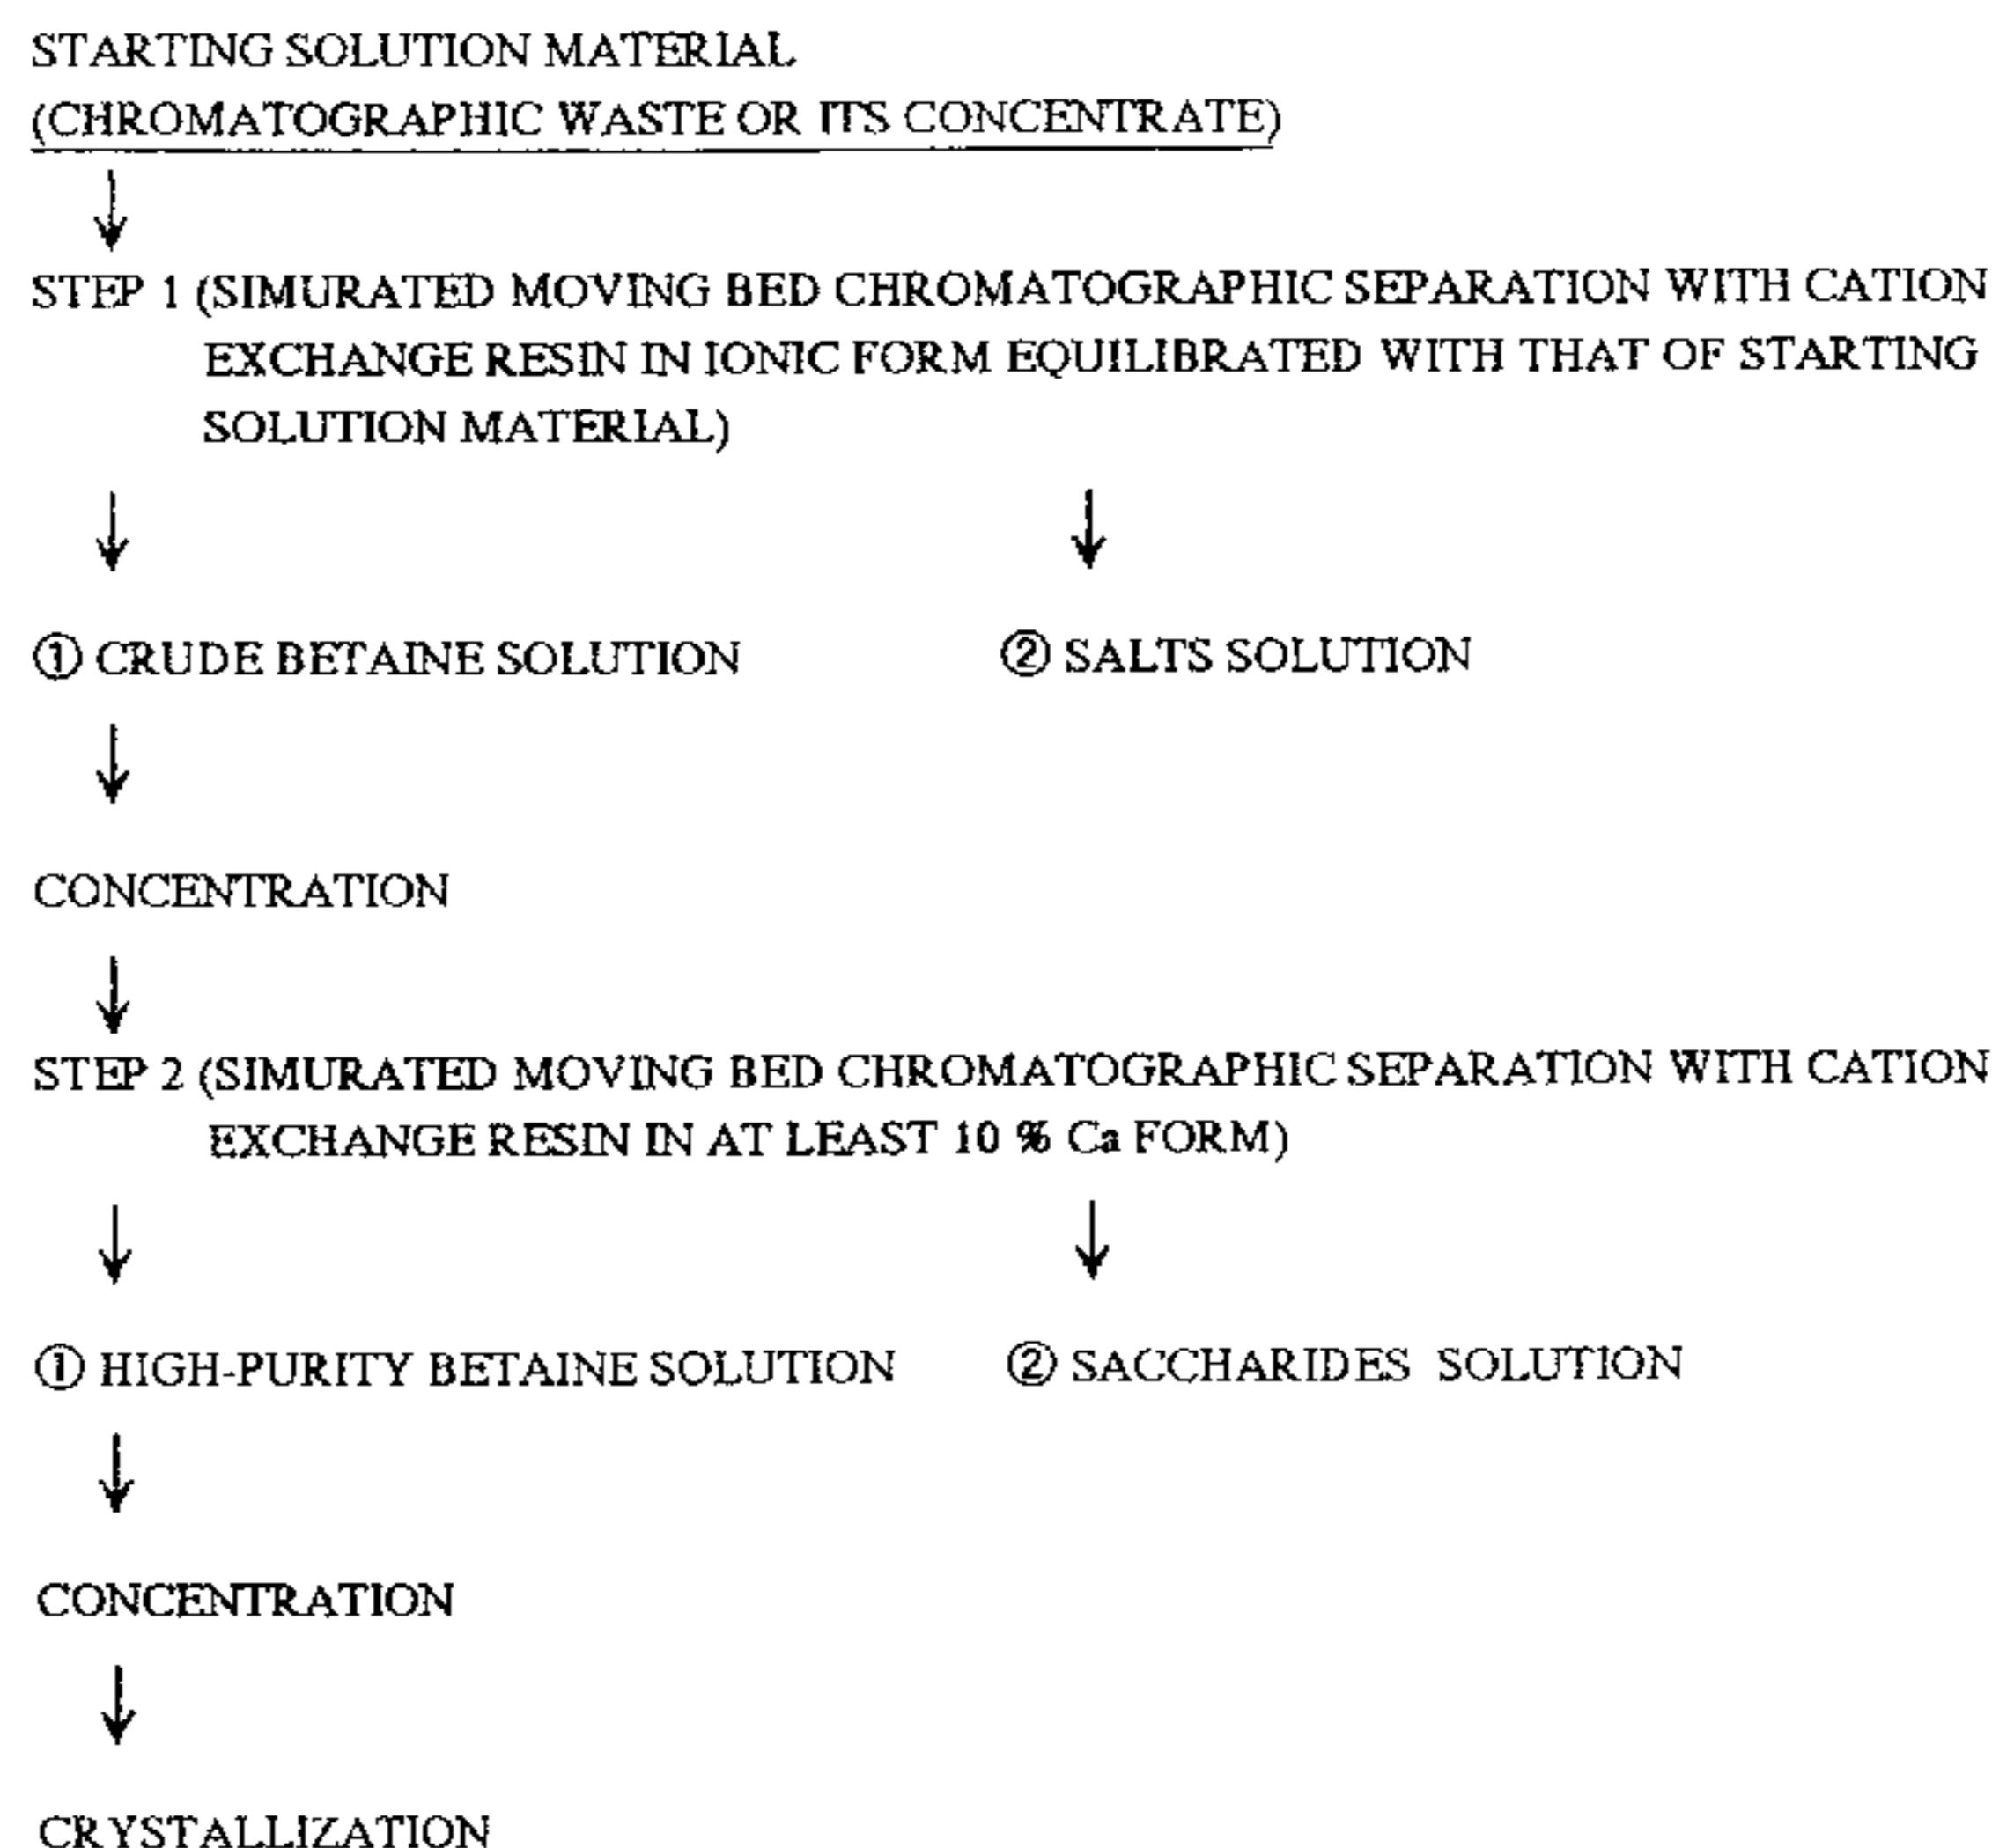 STARTING SOLUTION MATERIAL
(CHROMATOGRAPHIC WASTE OR ITS CONCENTRATE)
↓
STEP 1 (SIMURATED MOVING BED CHROMATOGRAPHIC SEPARATION WITH CATION
EXCHANGE RESIN IN IONIC FORM EQUILIBRATED WITH THAT OF STARTING
SOLUTION MATERIAL)
↓ ↓
① CRUDE BETAINE SOLUTION ② SALTS SOLUTION
↓
CONCENTRATION
↓
STEP 2 (SIMURATED MOVING BED CHROMATOGRAPHIC SEPARATION WITH CATION
EXCHANGE RESIN IN AT LEAST 10 % Ca FORM)
↓ ↓
① HIGH-PURITY BETAINE SOLUTION ② SACCHARIDES SOLUTION
↓
CONCENTRATION
↓
CRYSTALLIZATION